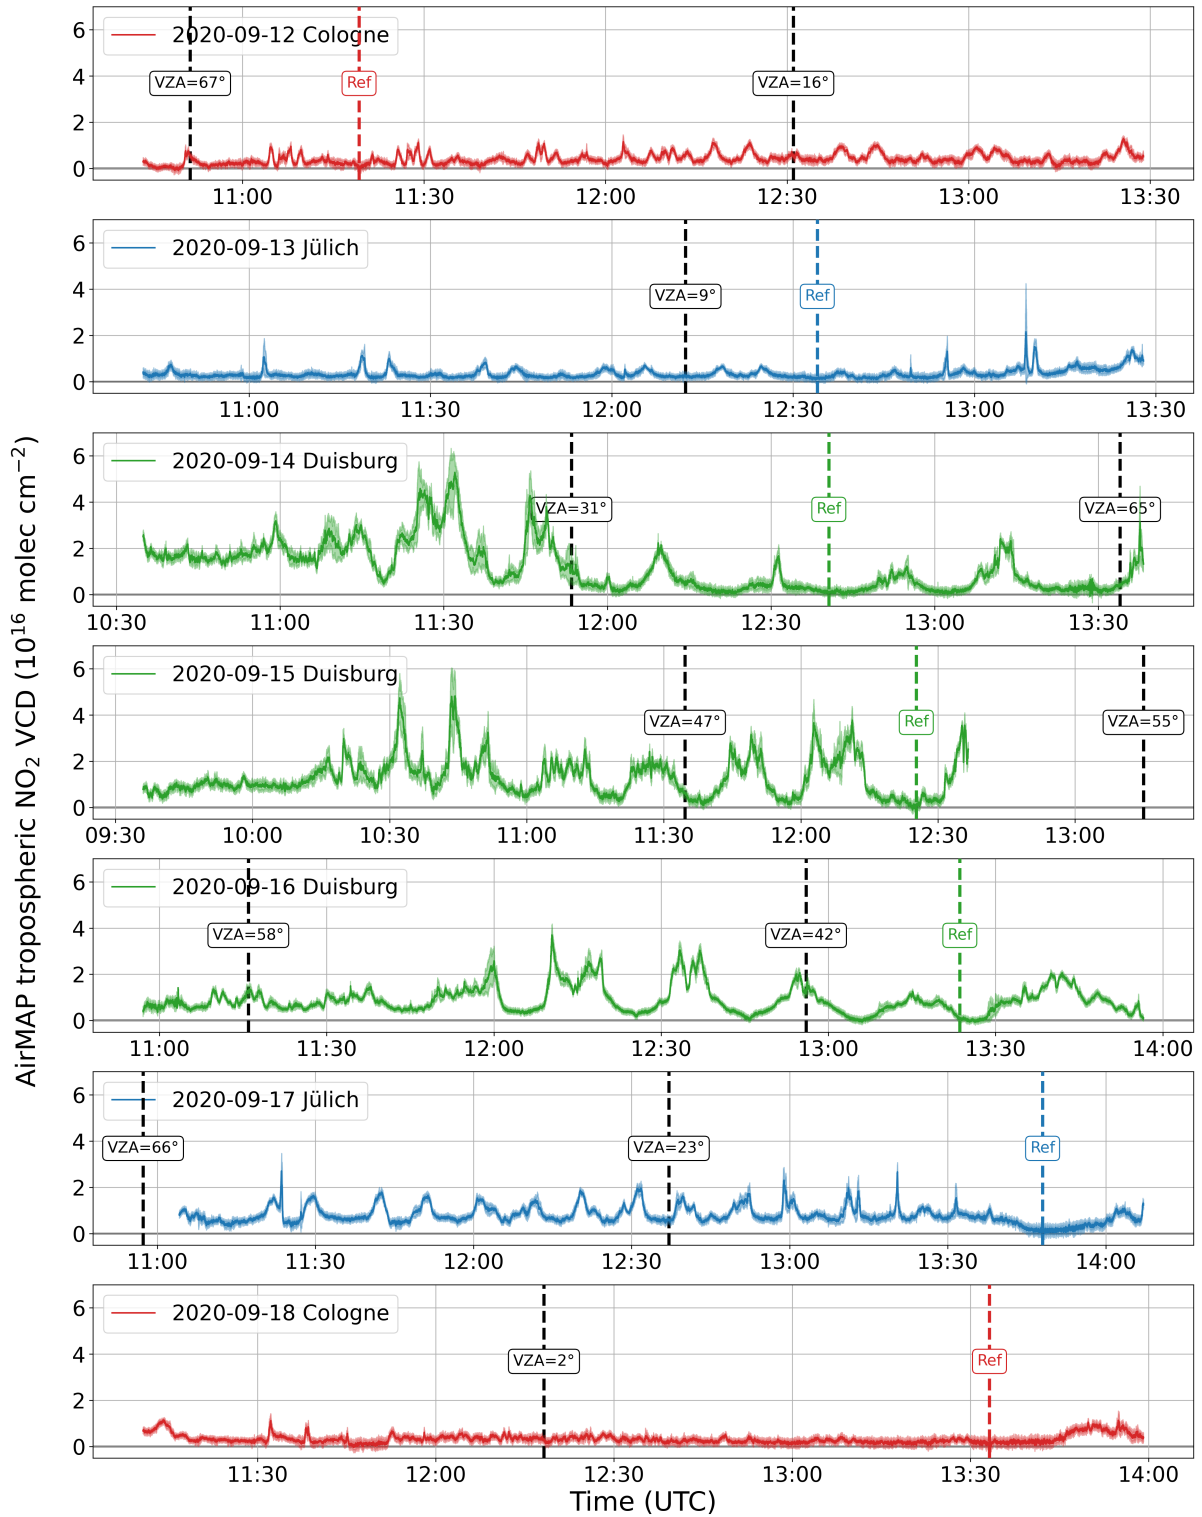 AirMAP tropospheric NO₂ VCD (10¹⁶ molec cm⁻²)
2020-09-12 Cologne
VZA=67°
Ref
VZA=16°
6
4
2
0
11:00 11:30 12:00 12:30 13:00 13:30
2020-09-13 Jülich
VZA=9°
Ref
6
4
2
0
11:00 11:30 12:00 12:30 13:00 13:30
2020-09-14 Duisburg
VZA=31°
Ref
VZA=65°
6
4
2
0
10:30 11:00 11:30 12:00 12:30 13:00 13:30
2020-09-15 Duisburg
VZA=47°
Ref
VZA=55°
6
4
2
0
09:30 10:00 10:30 11:00 11:30 12:00 12:30 13:00
2020-09-16 Duisburg
VZA=58°
VZA=42°
Ref
6
4
2
0
11:00 11:30 12:00 12:30 13:00 13:30 14:00
2020-09-17 Jülich
VZA=66°
VZA=23°
Ref
6
4
2
0
11:00 11:30 12:00 12:30 13:00 13:30 14:00
2020-09-18 Cologne
VZA=2°
Ref
6
4
2
0
11:30 12:00 12:30 13:00 13:30 14:00
Time (UTC)